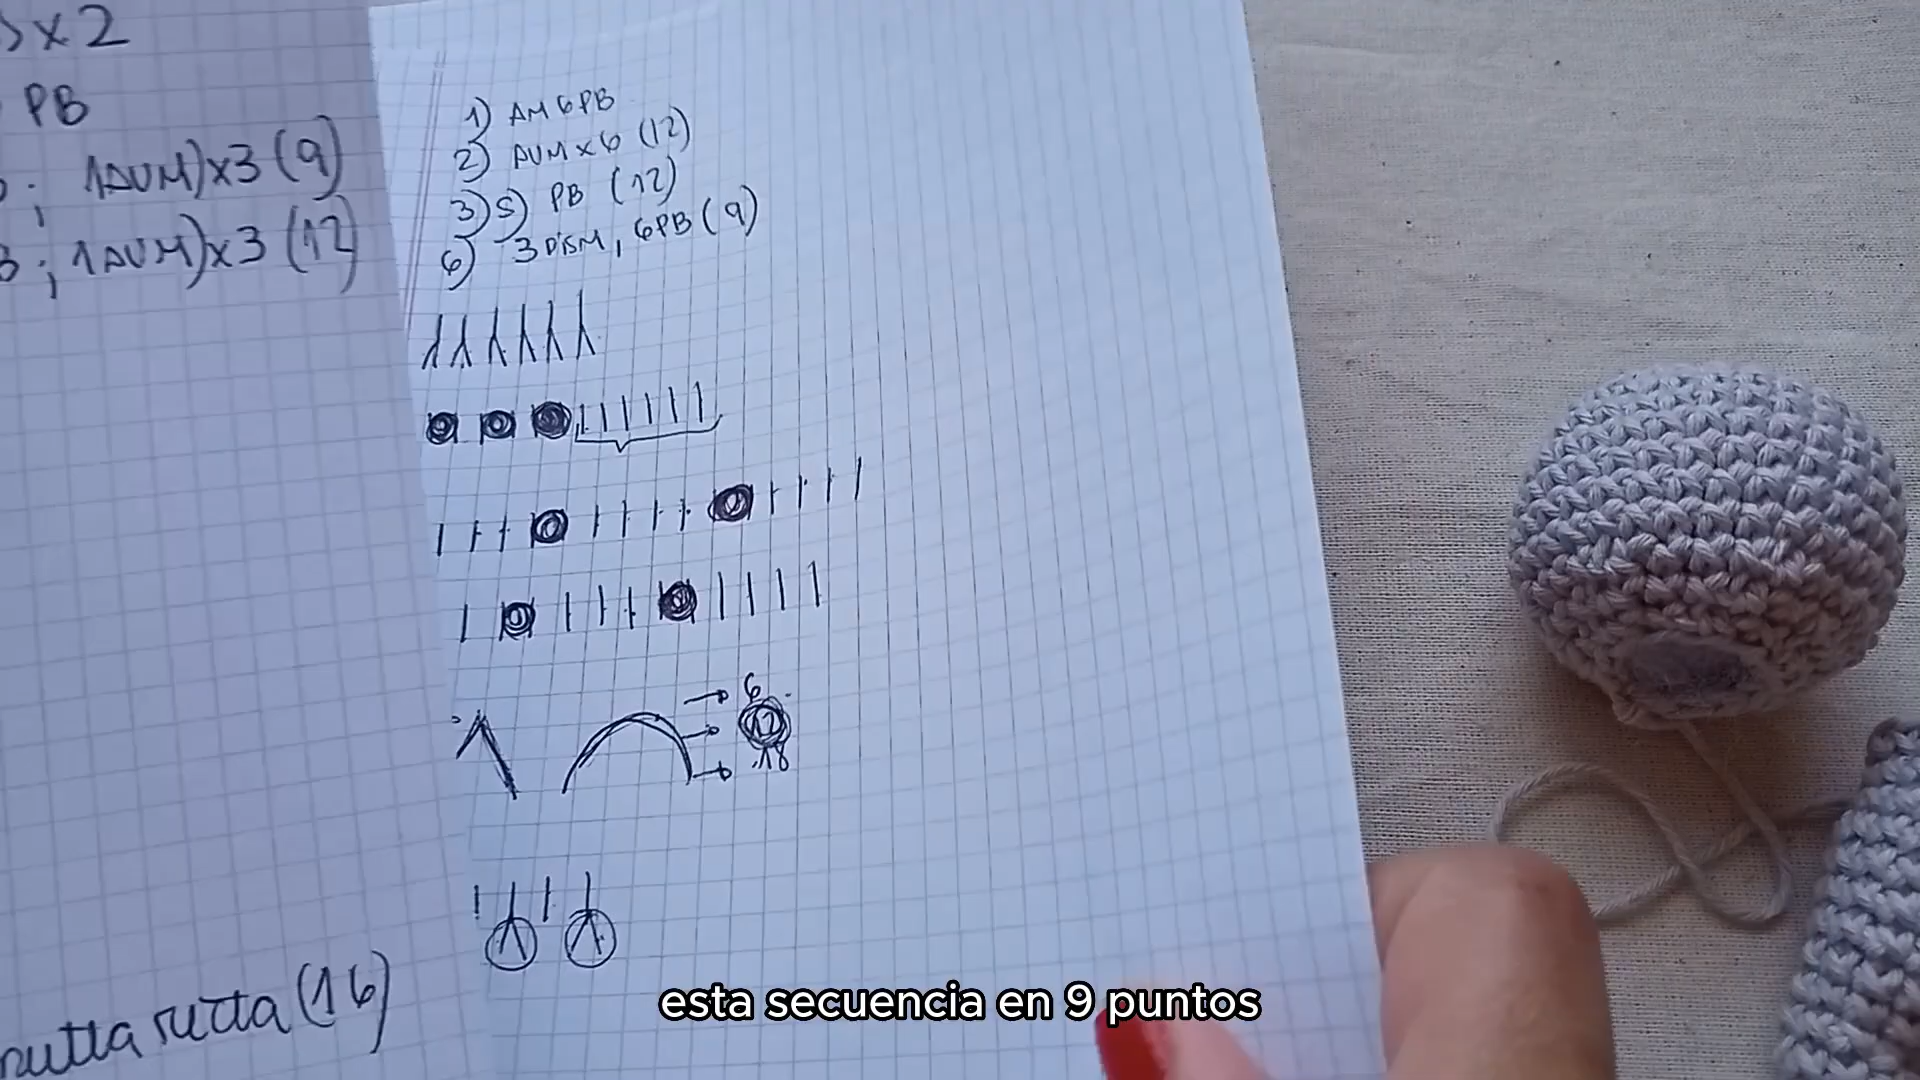 x2
PB
1AUM)x3 (9)
; 1AUM)x3 (12)
1) AM 6PB
2) AUM x 6 (12)
3) 5) PB (12)
6) 3 DISM, 6PB (9)
6
12
18
(16)
esta secuencia en 9 puntos